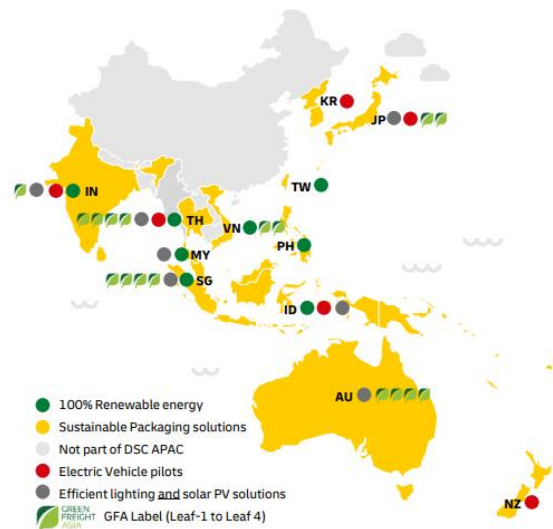 KR
JP
TW
IN
TH
VN
PH
MY
SG
ID
AU
NZ
100% Renewable energy
Sustainable Packaging solutions
Not part of DSC APAC
Electric Vehicle pilots
Efficient lighting and solar PV solutions
GREEN
FREIGHT
ASIA
GFA Label (Leaf-1 to Leaf 4)